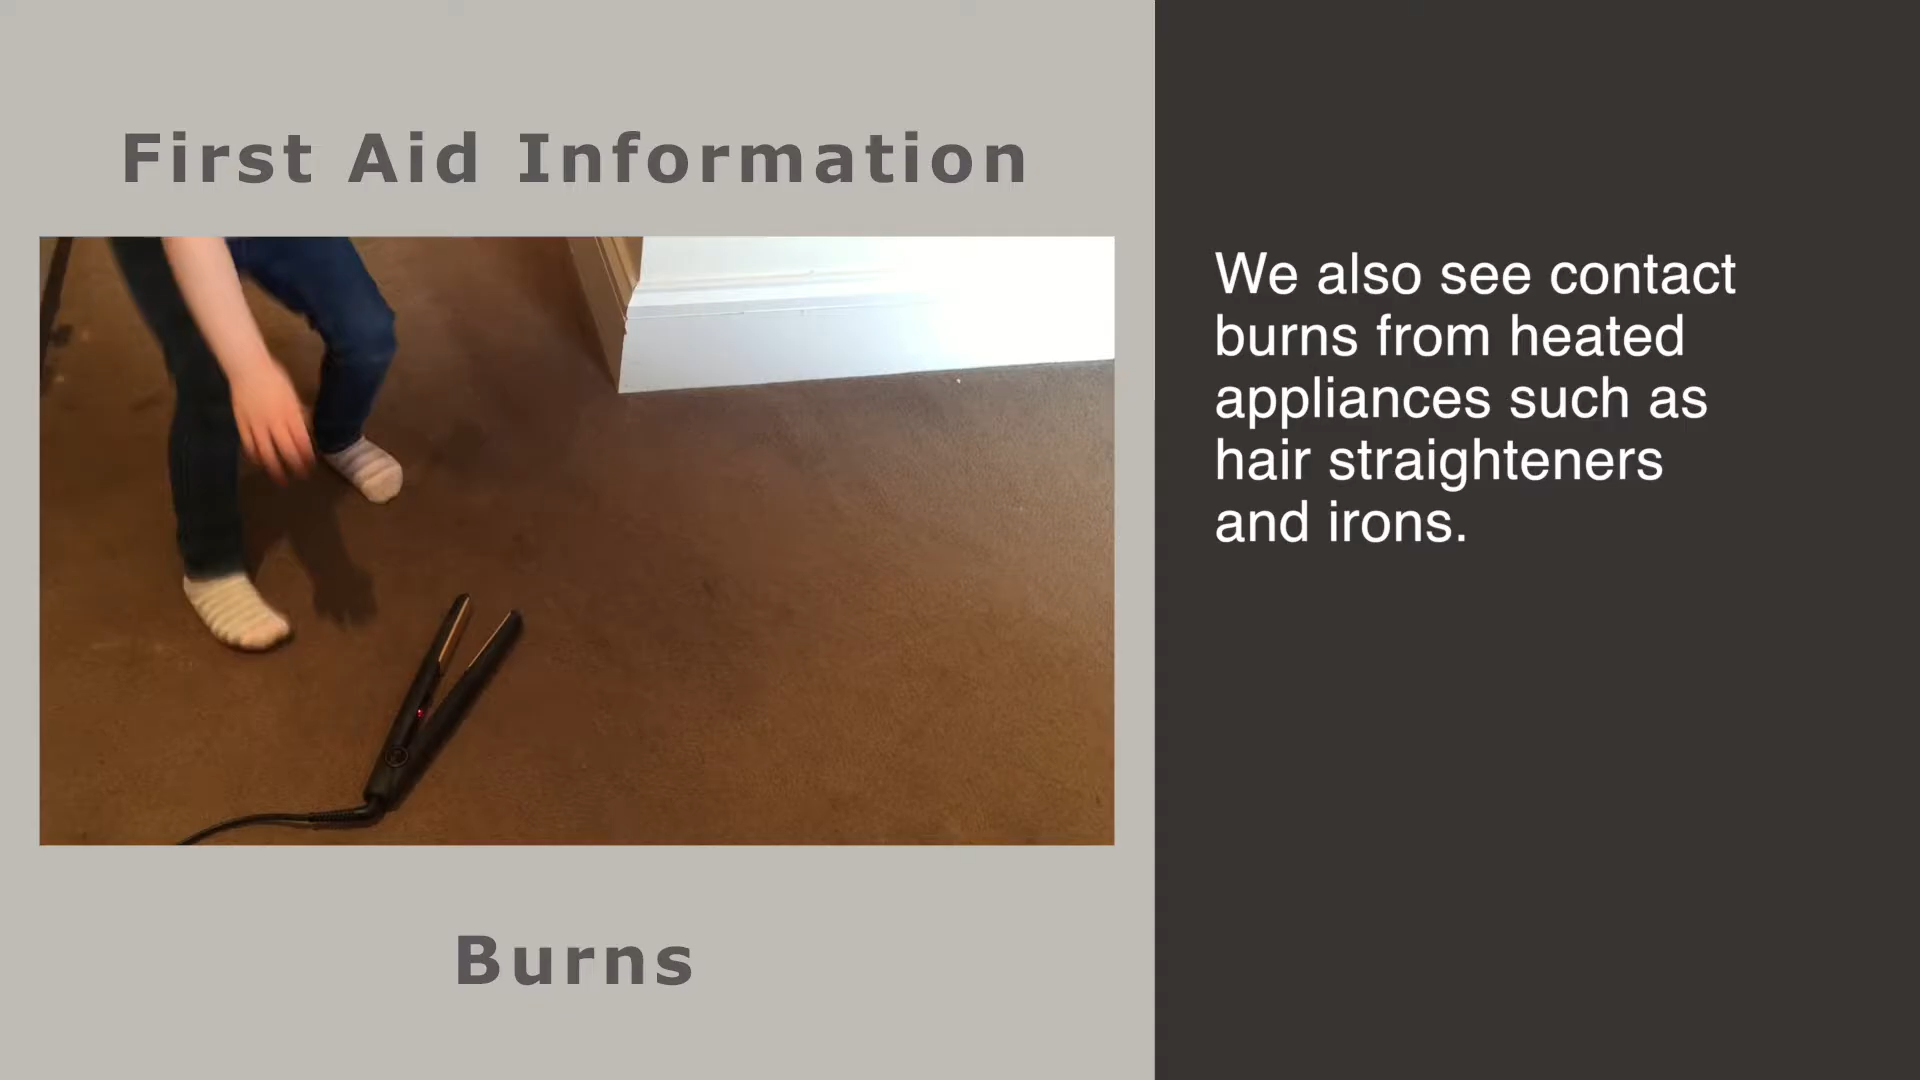 First Aid Information
We also see contact
burns from heated
appliances such as
hair straighteners
and irons.
Burns